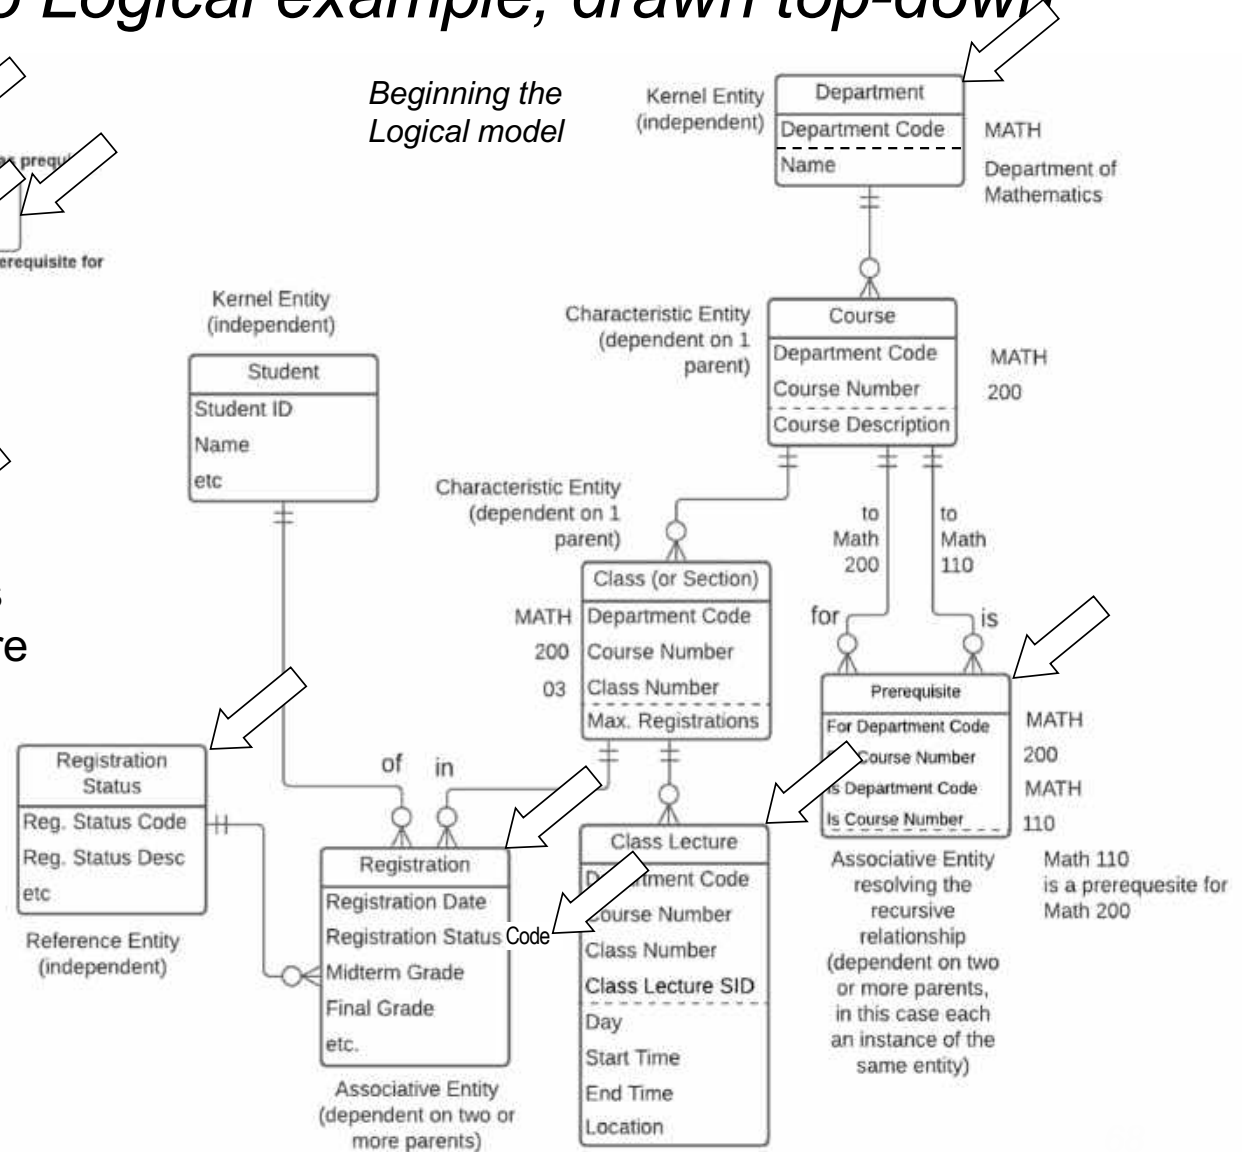 Logical example, drawn top-down
Beginning the
Logical model
Kernel Entity
(independent)
Department
Department Code
Name
MATH
Department of
Mathematics
erequisite for
Kernel Entity
(independent)
Student
Student ID
Name
etc
Characteristic Entity
(dependent on 1
parent)
Course
Department Code
Course Number
Course Description
MATH
200
Characteristic Entity
(dependent on 1
parent)
to
Math
200
to
Math
110
for
is
Class (or Section)
MATH
Department Code
200
Course Number
03
Class Number
Max. Registrations
Prerequisite
For Department Code
Course Number
Is Department Code
Is Course Number
MATH
200
MATH
110
re
Registration
Status
Reg. Status Code
Reg. Status Desc
etc
Reference Entity
(independent)
of
in
Registration
Registration Date
Registration Status Code
Midterm Grade
Final Grade
etc.
Associative Entity
(dependent on two or
more parents)
Class Lecture
Department Code
Course Number
Class Number
Class Lecture SID
Day
Start Time
End Time
Location
Associative Entity
resolving the
recursive
relationship
(dependent on two
or more parents,
in this case each
an instance of the
same entity)
Math 110
is a prerequesite for
Math 200